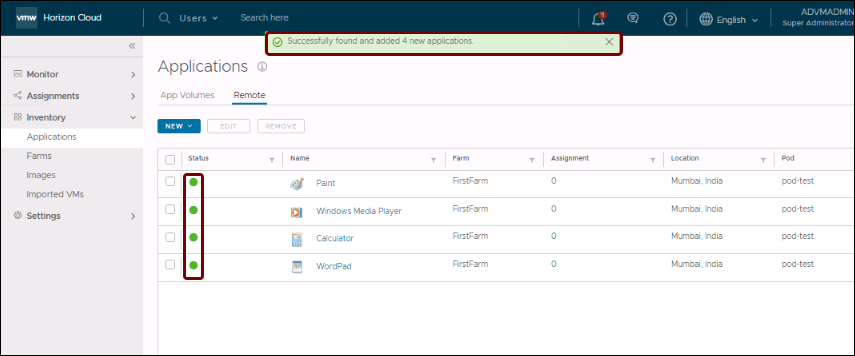 vmw Horizon Cloud Users Search here 11 English ADVMADMIN
Super Administrator
Successfully found and added 4 new applications.
Applications
Monitor
Assignments
Inventory
Applications
Farms
Images
Imported VMs
Settings
App Volumes Remote
NEW EDIT REMOVE
Status Name Farm Assignment Location Pod
Paint FirstFarm 0 Mumbai, India pod-test
Windows Media Player FirstFarm 0 Mumbai, India pod-test
Calculator FirstFarm 0 Mumbai, India pod-test
WordPad FirstFarm 0 Mumbai, India pod-test